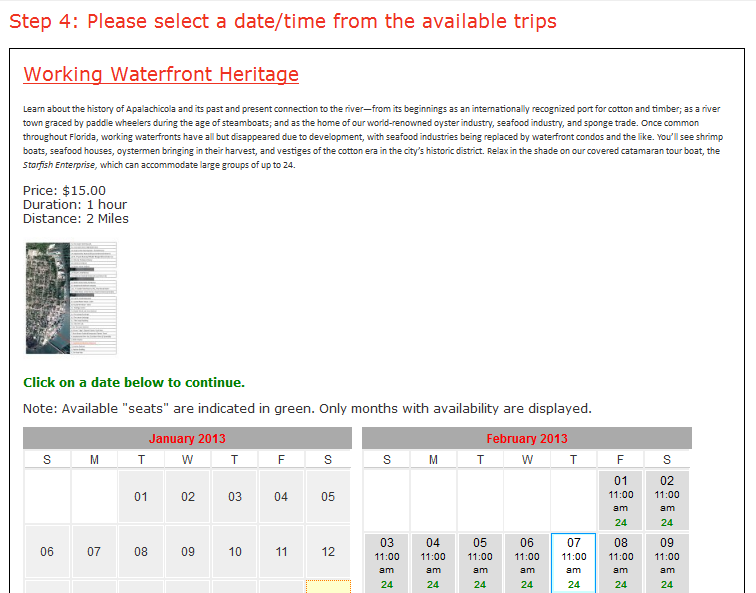 Step 4: Please select a date/time from the available trips
Working Waterfront Heritage
Learn about the history of Apalachicola and its past and present connection to the river—from its beginnings as an internationally recognized port for cotton and timber; as a river
town graced by paddle wheelers during the age of steamboats; and as the home of our world-renowned oyster industry, seafood industry, and sponge trade. Once common
throughout Florida, working waterfronts have all but disappeared due to development, with seafood industries being replaced by waterfront condos and the like. You'll see shrimp
boats, seafood houses, oystermen bringing in their harvest, and vestiges of the cotton era in the city's historic district. Relax in the shade on our covered catamaran tour boat, the
Starfish Enterprise, which can accommodate large groups of up to 24.
Price: $15.00
Duration: 1 hour
Distance: 2 Miles
Click on a date below to continue.
Note: Available "seats" are indicated in green. Only months with availability are displayed.
January 2013
S M T W T F S
01 02 03 04 05
06 07 08 09 10 11 12
February 2013
S M T W T F S
01 02
11:00 11:00
am am
24 24
03 04 05 06 07 08 09
11:00 11:00 11:00 11:00 11:00 11:00 11:00
am am am am am am am
24 24 24 24 24 24 24